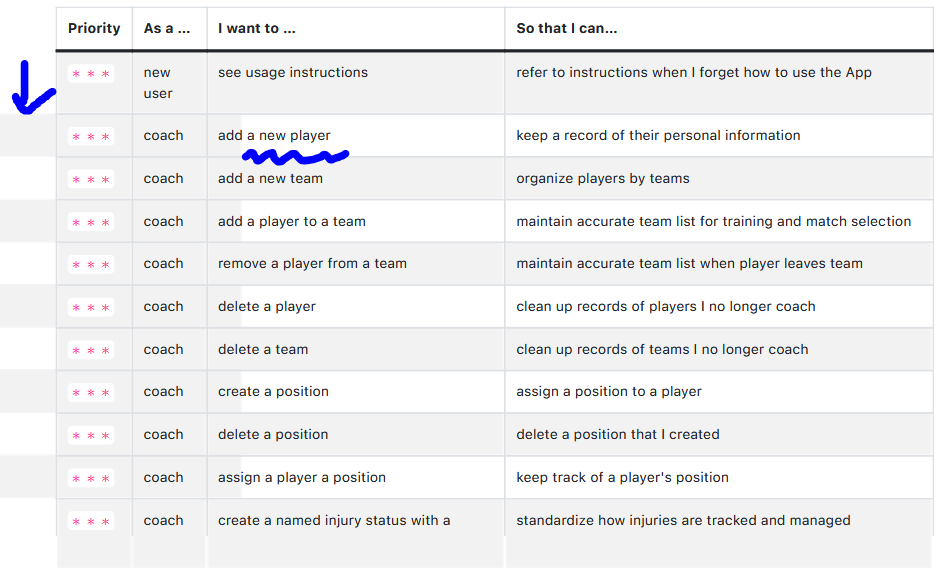 Priority As a ... I want to ... So that I can...
* * * new user see usage instructions refer to instructions when I forget how to use the App
* * * coach add a new player keep a record of their personal information
* * * coach add a new team organize players by teams
* * * coach add a player to a team maintain accurate team list for training and match selection
* * * coach remove a player from a team maintain accurate team list when player leaves team
* * * coach delete a player clean up records of players I no longer coach
* * * coach delete a team clean up records of teams I no longer coach
* * * coach create a position assign a position to a player
* * * coach delete a position delete a position that I created
* * * coach assign a player a position keep track of a player's position
* * * coach create a named injury status with a standardize how injuries are tracked and managed